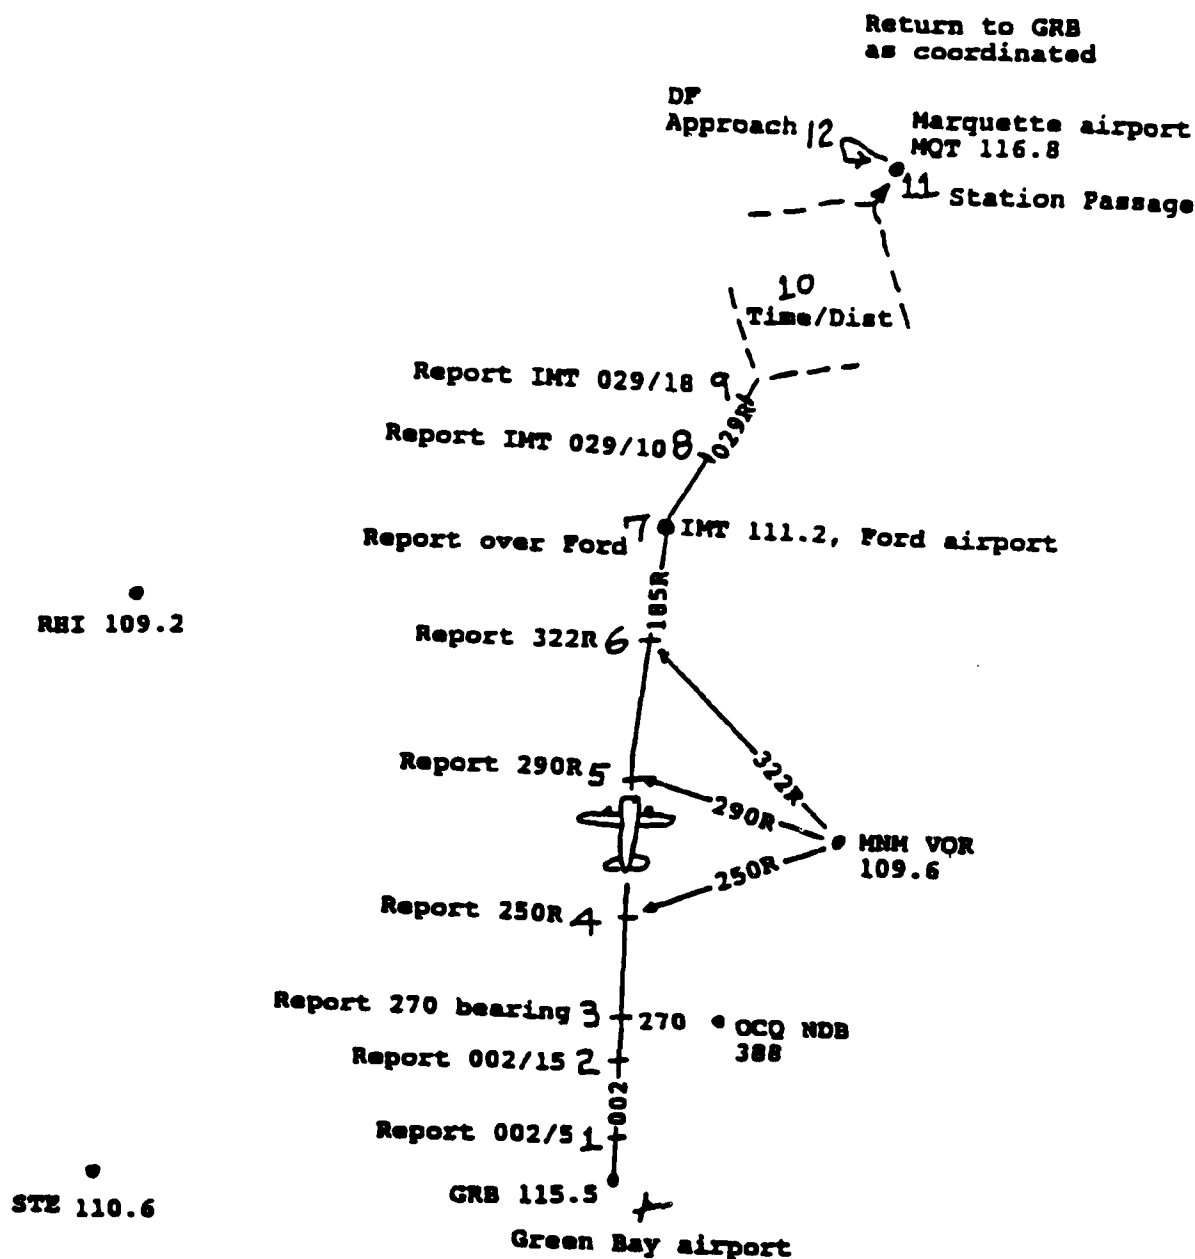 Return to GRB
as coordinated
DF
Approach 12
Marquette airport
MQT 116.8
11 Station Passage
10
Time/Dist
Report IMT 029/18 9
029R
Report IMT 029/10 8
Report over Ford 7
IMT 111.2, Ford airport
185R
RHI 109.2
Report 322R 6
322R
Report 290R 5
290R
MNM VOR
109.6
250R
Report 250R 4
Report 270 bearing 3
270
OCQ NDB
388
Report 002/15 2
002
Report 002/5 1
STE 110.6
GRB 115.5
Green Bay airport